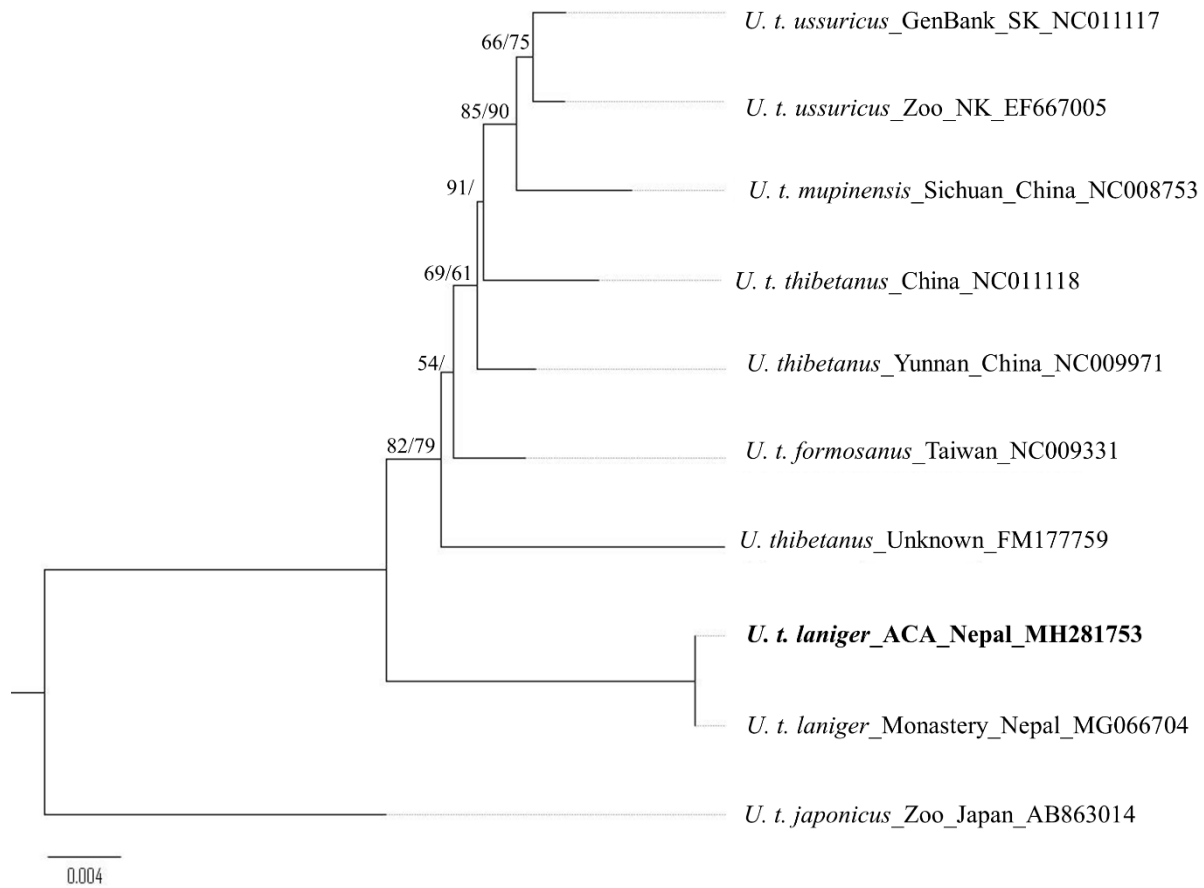 U. t. ussuricus_GenBank_SK_NC011117
66/75
U. t. ussuricus_Zoo_NK_EF667005
85/90
U. t. mupinensis_Sichuan_China_NC008753
91/
69/61
U. t. thibetanus_China_NC011118
54/
U. thibetanus_Yunnan_China_NC009971
82/79
U. t. formosanus_Taiwan_NC009331
U. thibetanus_Unknown_FM177759
U. t. laniger_ACA_Nepal_MH281753
U. t. laniger_Monastery_Nepal_MG066704
U. t. japonicus_Zoo_Japan_AB863014
0.004